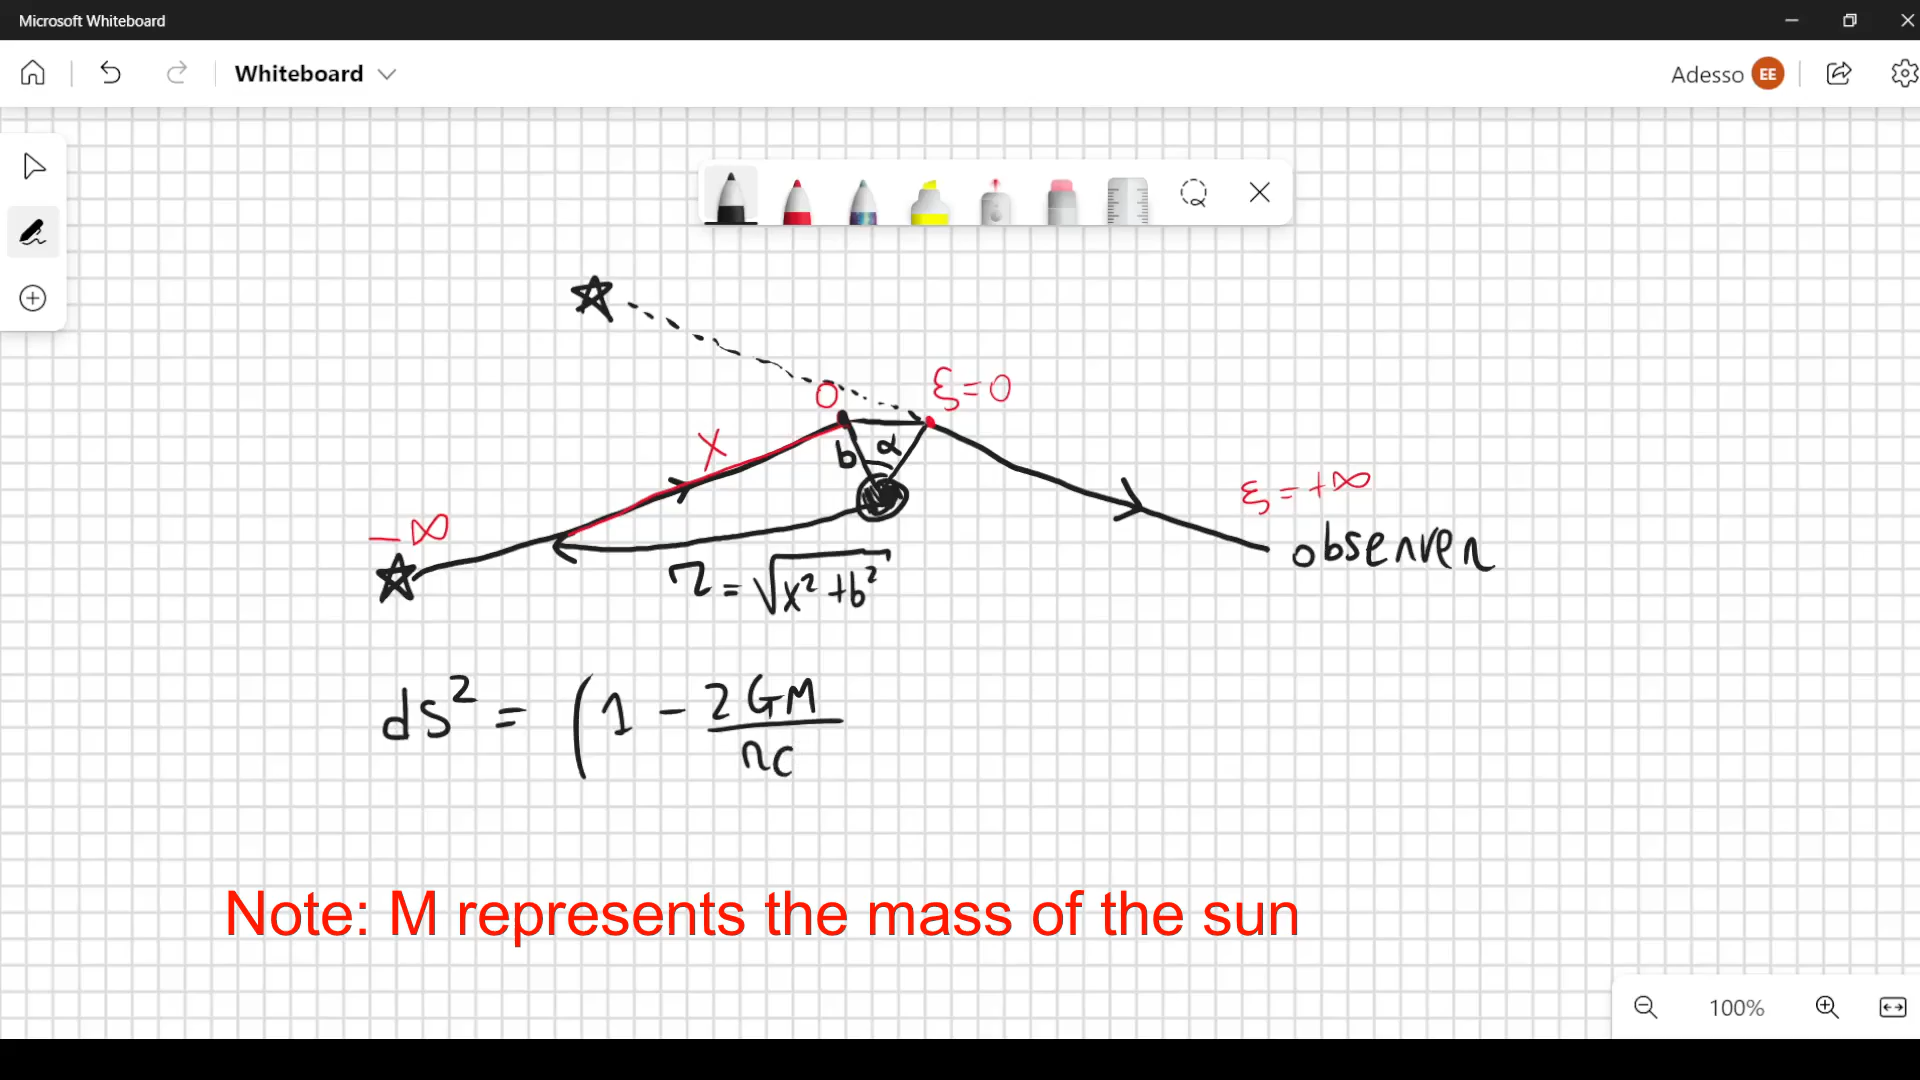 Microsoft Whiteboard
Whiteboard
Adesso EE
O
ξ=0
X
b
α
-∞
ξ=+∞
observer
r=√x²+b²
ds² = (1 - 2GM/rc
Note: M represents the mass of the sun
100%